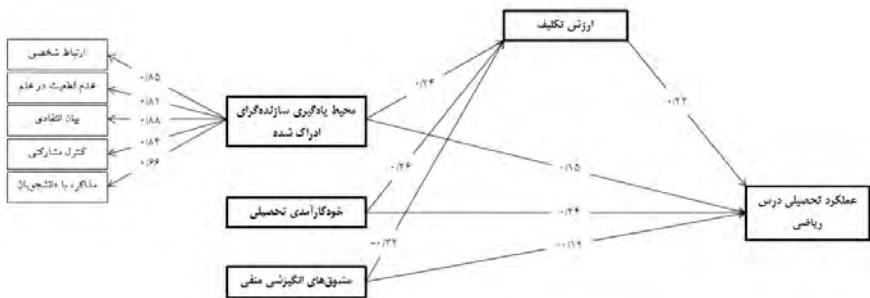 ارزش تکلیف
ارتباط شخصی
عدم قطعیت در علم
بیان انتقادی
کنترل مشارکتی
مذاکره با دانشجویان
۰/۸۵
۰/۸۲
۰/۸۸
۰/۸۴
۰/۶۶
محیط یادگیری سازنده‌گرای
ادراک شده
خودکارآمدی تحصیلی
مشوق‌های انگیزشی منفی
۰/۲۴
۰/۲۶
-۰/۳۲
۰/۲۲
۰/۱۵
۰/۲۴
-۰/۱۹
عملکرد تحصیلی درس
ریاضی